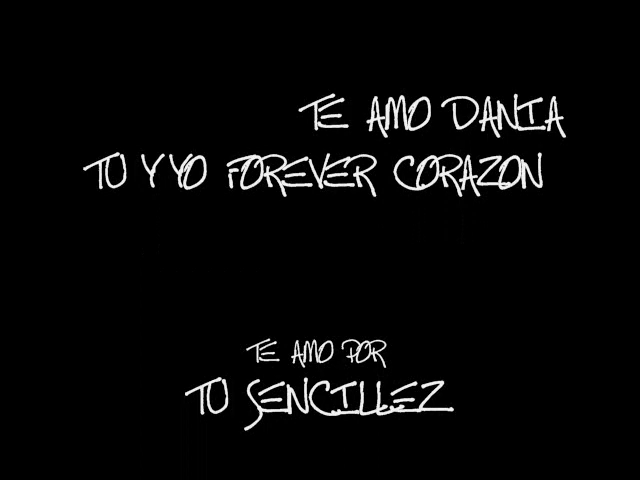 TE AMO DANIA
TU Y YO FOREVER CORAZON
TE AMO POR
TU SENCILLEZ